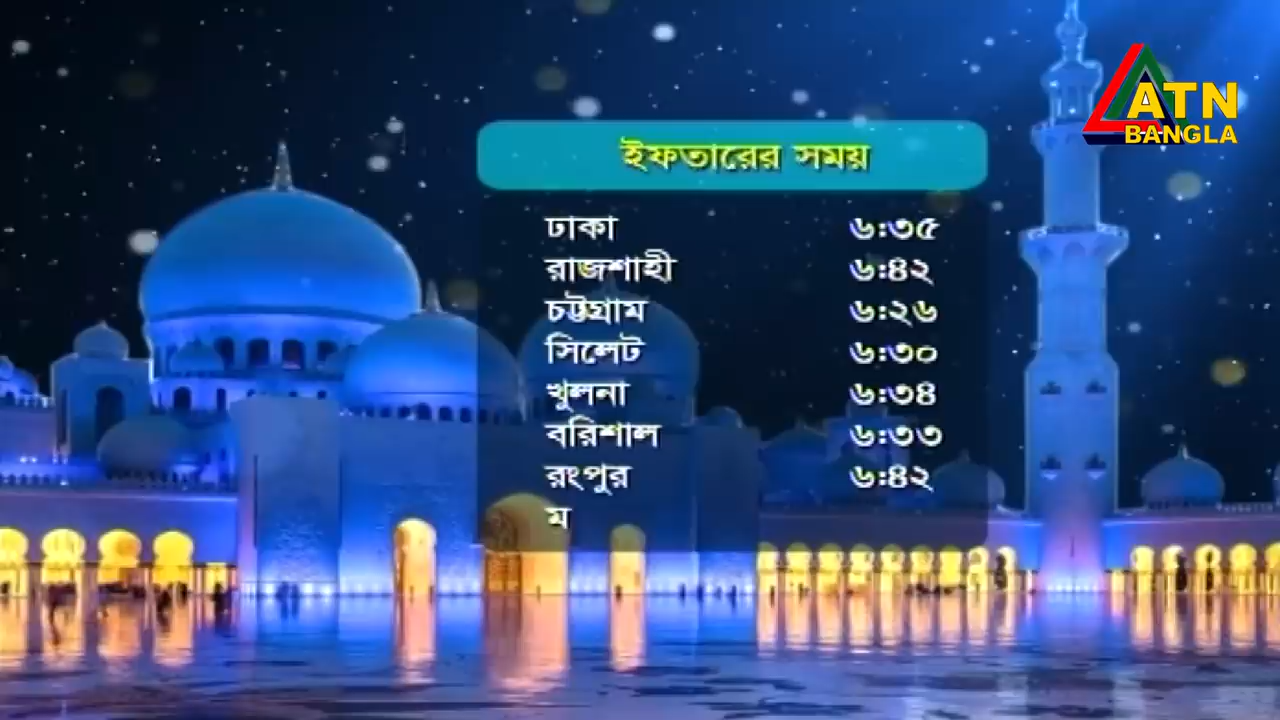 ATN
BANGLA
ইফতারের সময়
ঢাকা ৬:৩৫
রাজশাহী ৬:৪২
চট্টগ্রাম ৬:২৬
সিলেট ৬:৩০
খুলনা ৬:৩৪
বরিশাল ৬:৩৩
রংপুর ৬:৪২
ম